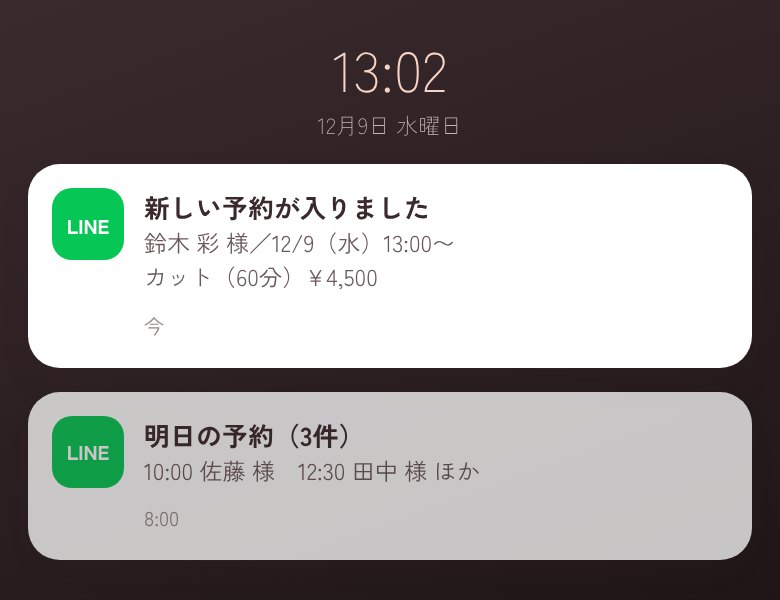 13:02
12月9日 水曜日
LINE
新しい予約が入りました
鈴木 彩 様／12/9（水）13:00〜
カット（60分）￥4,500
今
LINE
明日の予約（3件）
10:00 佐藤 様　12:30 田中 様 ほか
8:00